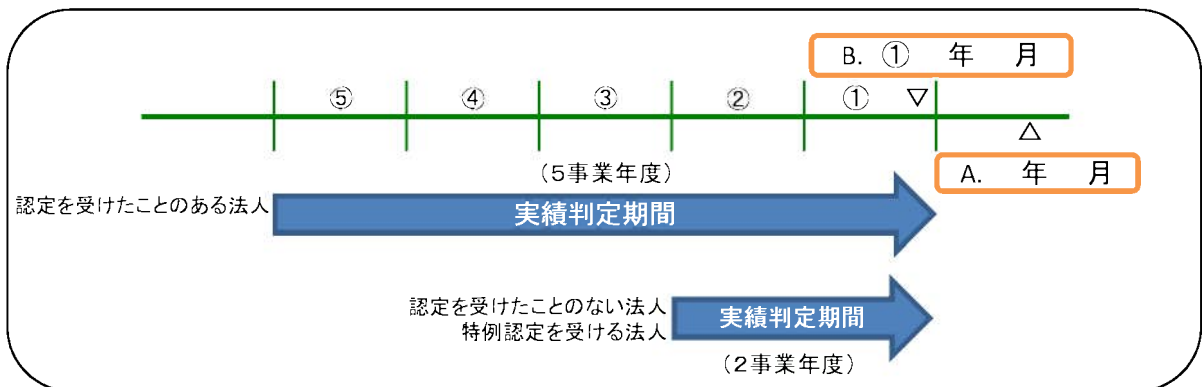 B. ① 年 月
⑤ ④ ③ ② ① ▽
△
(5事業年度)
A. 年 月
認定を受けたことのある法人
実績判定期間
認定を受けたことのない法人
特例認定を受ける法人
実績判定期間
(2事業年度)